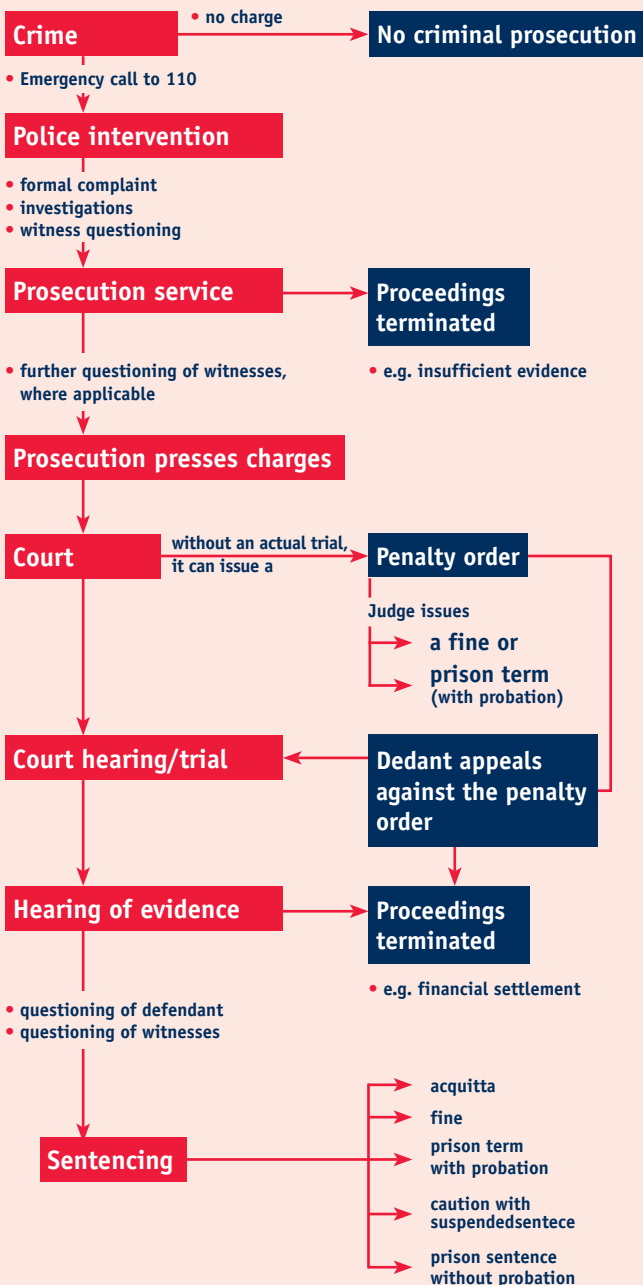 Crime
• no charge
No criminal prosecution
• Emergency call to 110
Police intervention
• formal complaint
• investigations
• witness questioning
Prosecution service
Proceedings
terminated
• further questioning of witnesses,
where applicable
• e.g. insufficient evidence
Prosecution presses charges
Court
without an actual trial,
it can issue a
Penalty order
Judge issues
a fine or
prison term
(with probation)
Court hearing/trial
Dedant appeals
against the penalty
order
Hearing of evidence
Proceedings
terminated
• e.g. financial settlement
• questioning of defendant
• questioning of witnesses
Sentencing
acquitta
fine
prison term
with probation
caution with
suspendedsentece
prison sentence
without probation